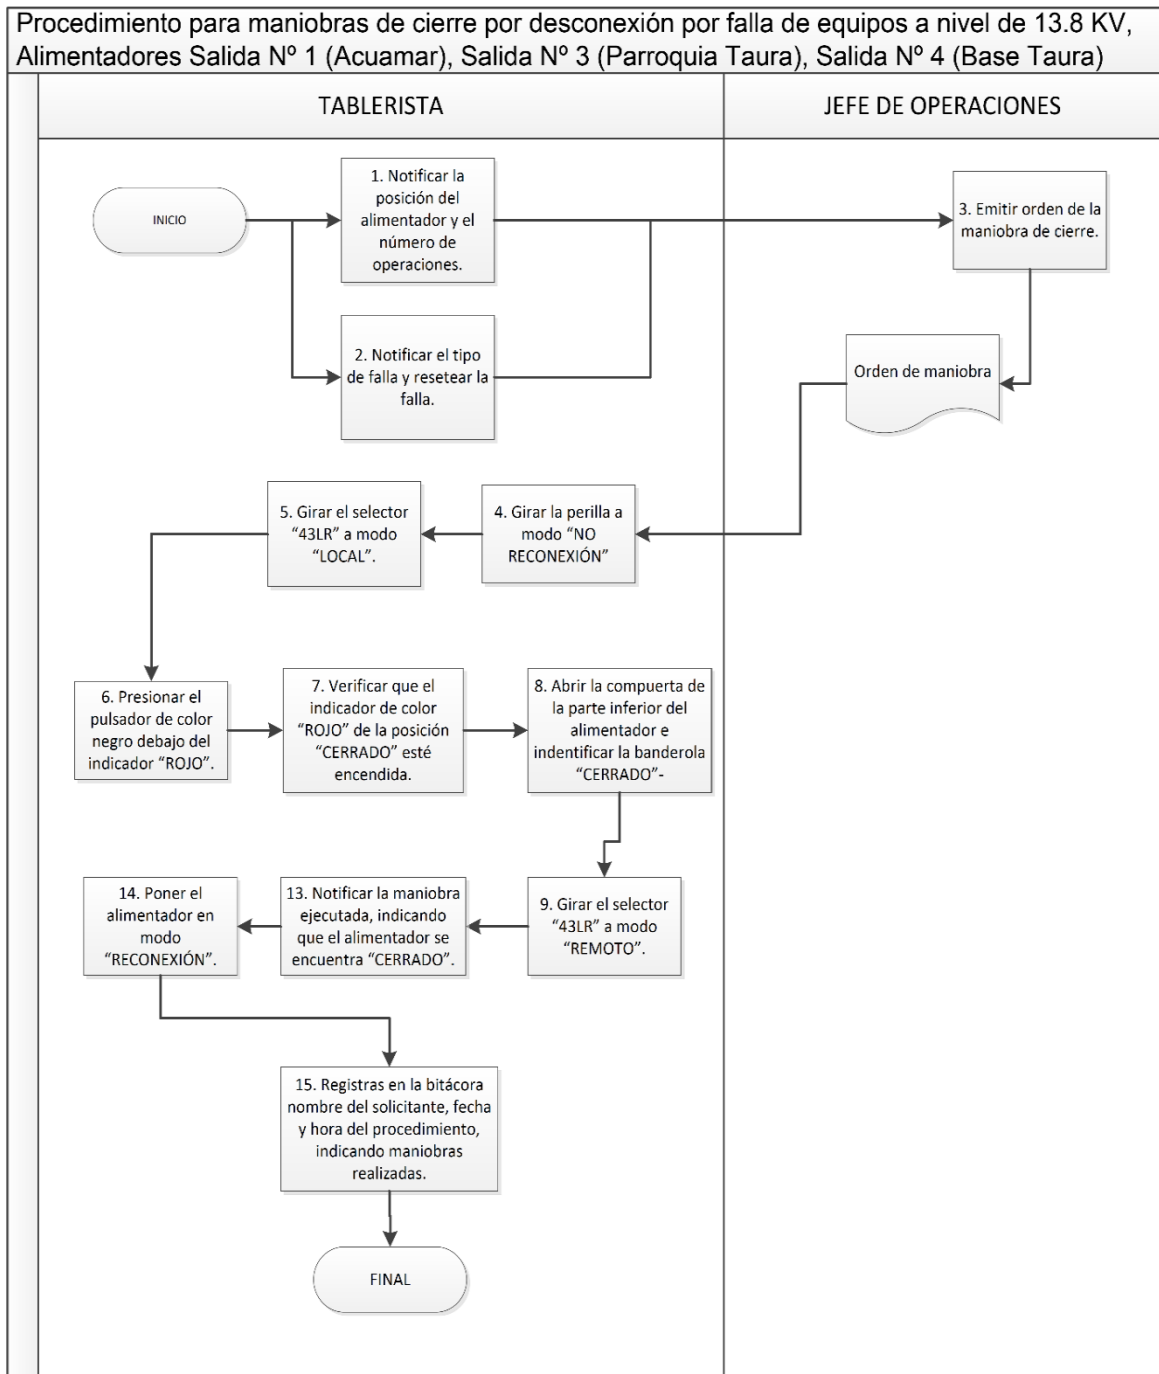 Procedimiento para maniobras de cierre por desconexión por falla de equipos a nivel de 13.8 KV,
Alimentadores Salida Nº 1 (Acuamar), Salida Nº 3 (Parroquia Taura), Salida Nº 4 (Base Taura)
TABLERISTA
JEFE DE OPERACIONES
INICIO
1. Notificar la
posición del
alimentador y el
número de
operaciones.
3. Emitir orden de la
maniobra de cierre.
2. Notificar el tipo
de falla y resetear la
falla.
Orden de maniobra
5. Girar el selector
“43LR” a modo
“LOCAL”.
4. Girar la perilla a
modo “NO
RECONEXIÓN”
6. Presionar el
pulsador de color
negro debajo del
indicador “ROJO”.
7. Verificar que el
indicador de color
“ROJO” de la posición
“CERRADO” esté
encendida.
8. Abrir la compuerta de
la parte inferior del
alimentador e
indentificar la banderola
“CERRADO”-
14. Poner el
alimentador en
modo
“RECONEXIÓN”.
13. Notificar la maniobra
ejecutada, indicando
que el alimentador se
encuentra “CERRADO”.
9. Girar el selector
“43LR” a modo
“REMOTO”.
15. Registras en la bitácora
nombre del solicitante, fecha
y hora del procedimiento,
indicando maniobras
realizadas.
FINAL